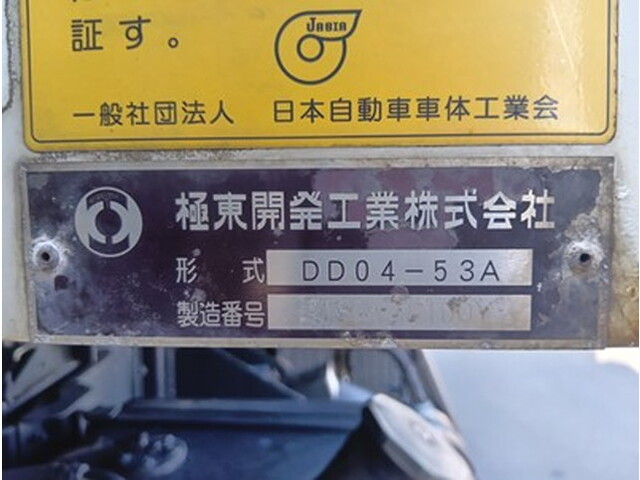 証す。
JABIA
一般社団法人 日本自動車車体工業会
極東開発工業株式会社
形式 DD04-53A
製造番号